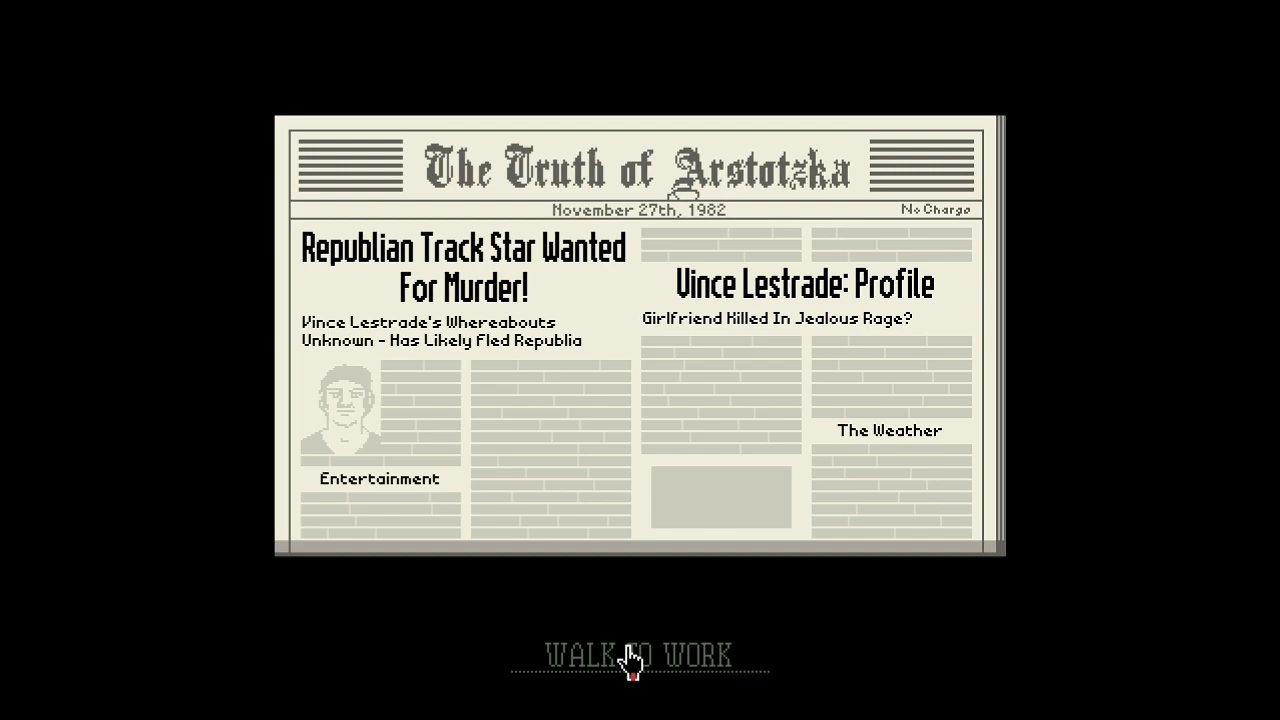 The Truth of Arstotzka
November 27th, 1982
No Charge
Republian Track Star Wanted
For Murder!
Vince Lestrade's Whereabouts
Unknown - Has Likely Fled Republia
Entertainment
Vince Lestrade: Profile
Girlfriend Killed In Jealous Rage?
The Weather
WALK TO WORK